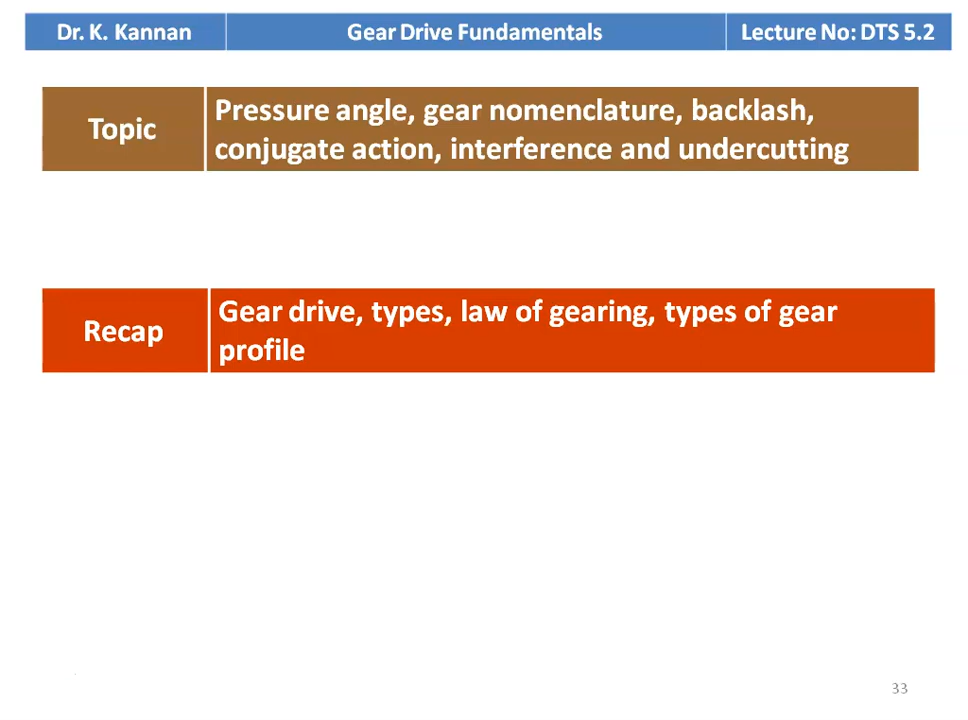 Dr. K. Kannan Gear Drive Fundamentals Lecture No: DTS 5.2
Topic
Pressure angle, gear nomenclature, backlash,
conjugate action, interference and undercutting
Recap
Gear drive, types, law of gearing, types of gear
profile
33